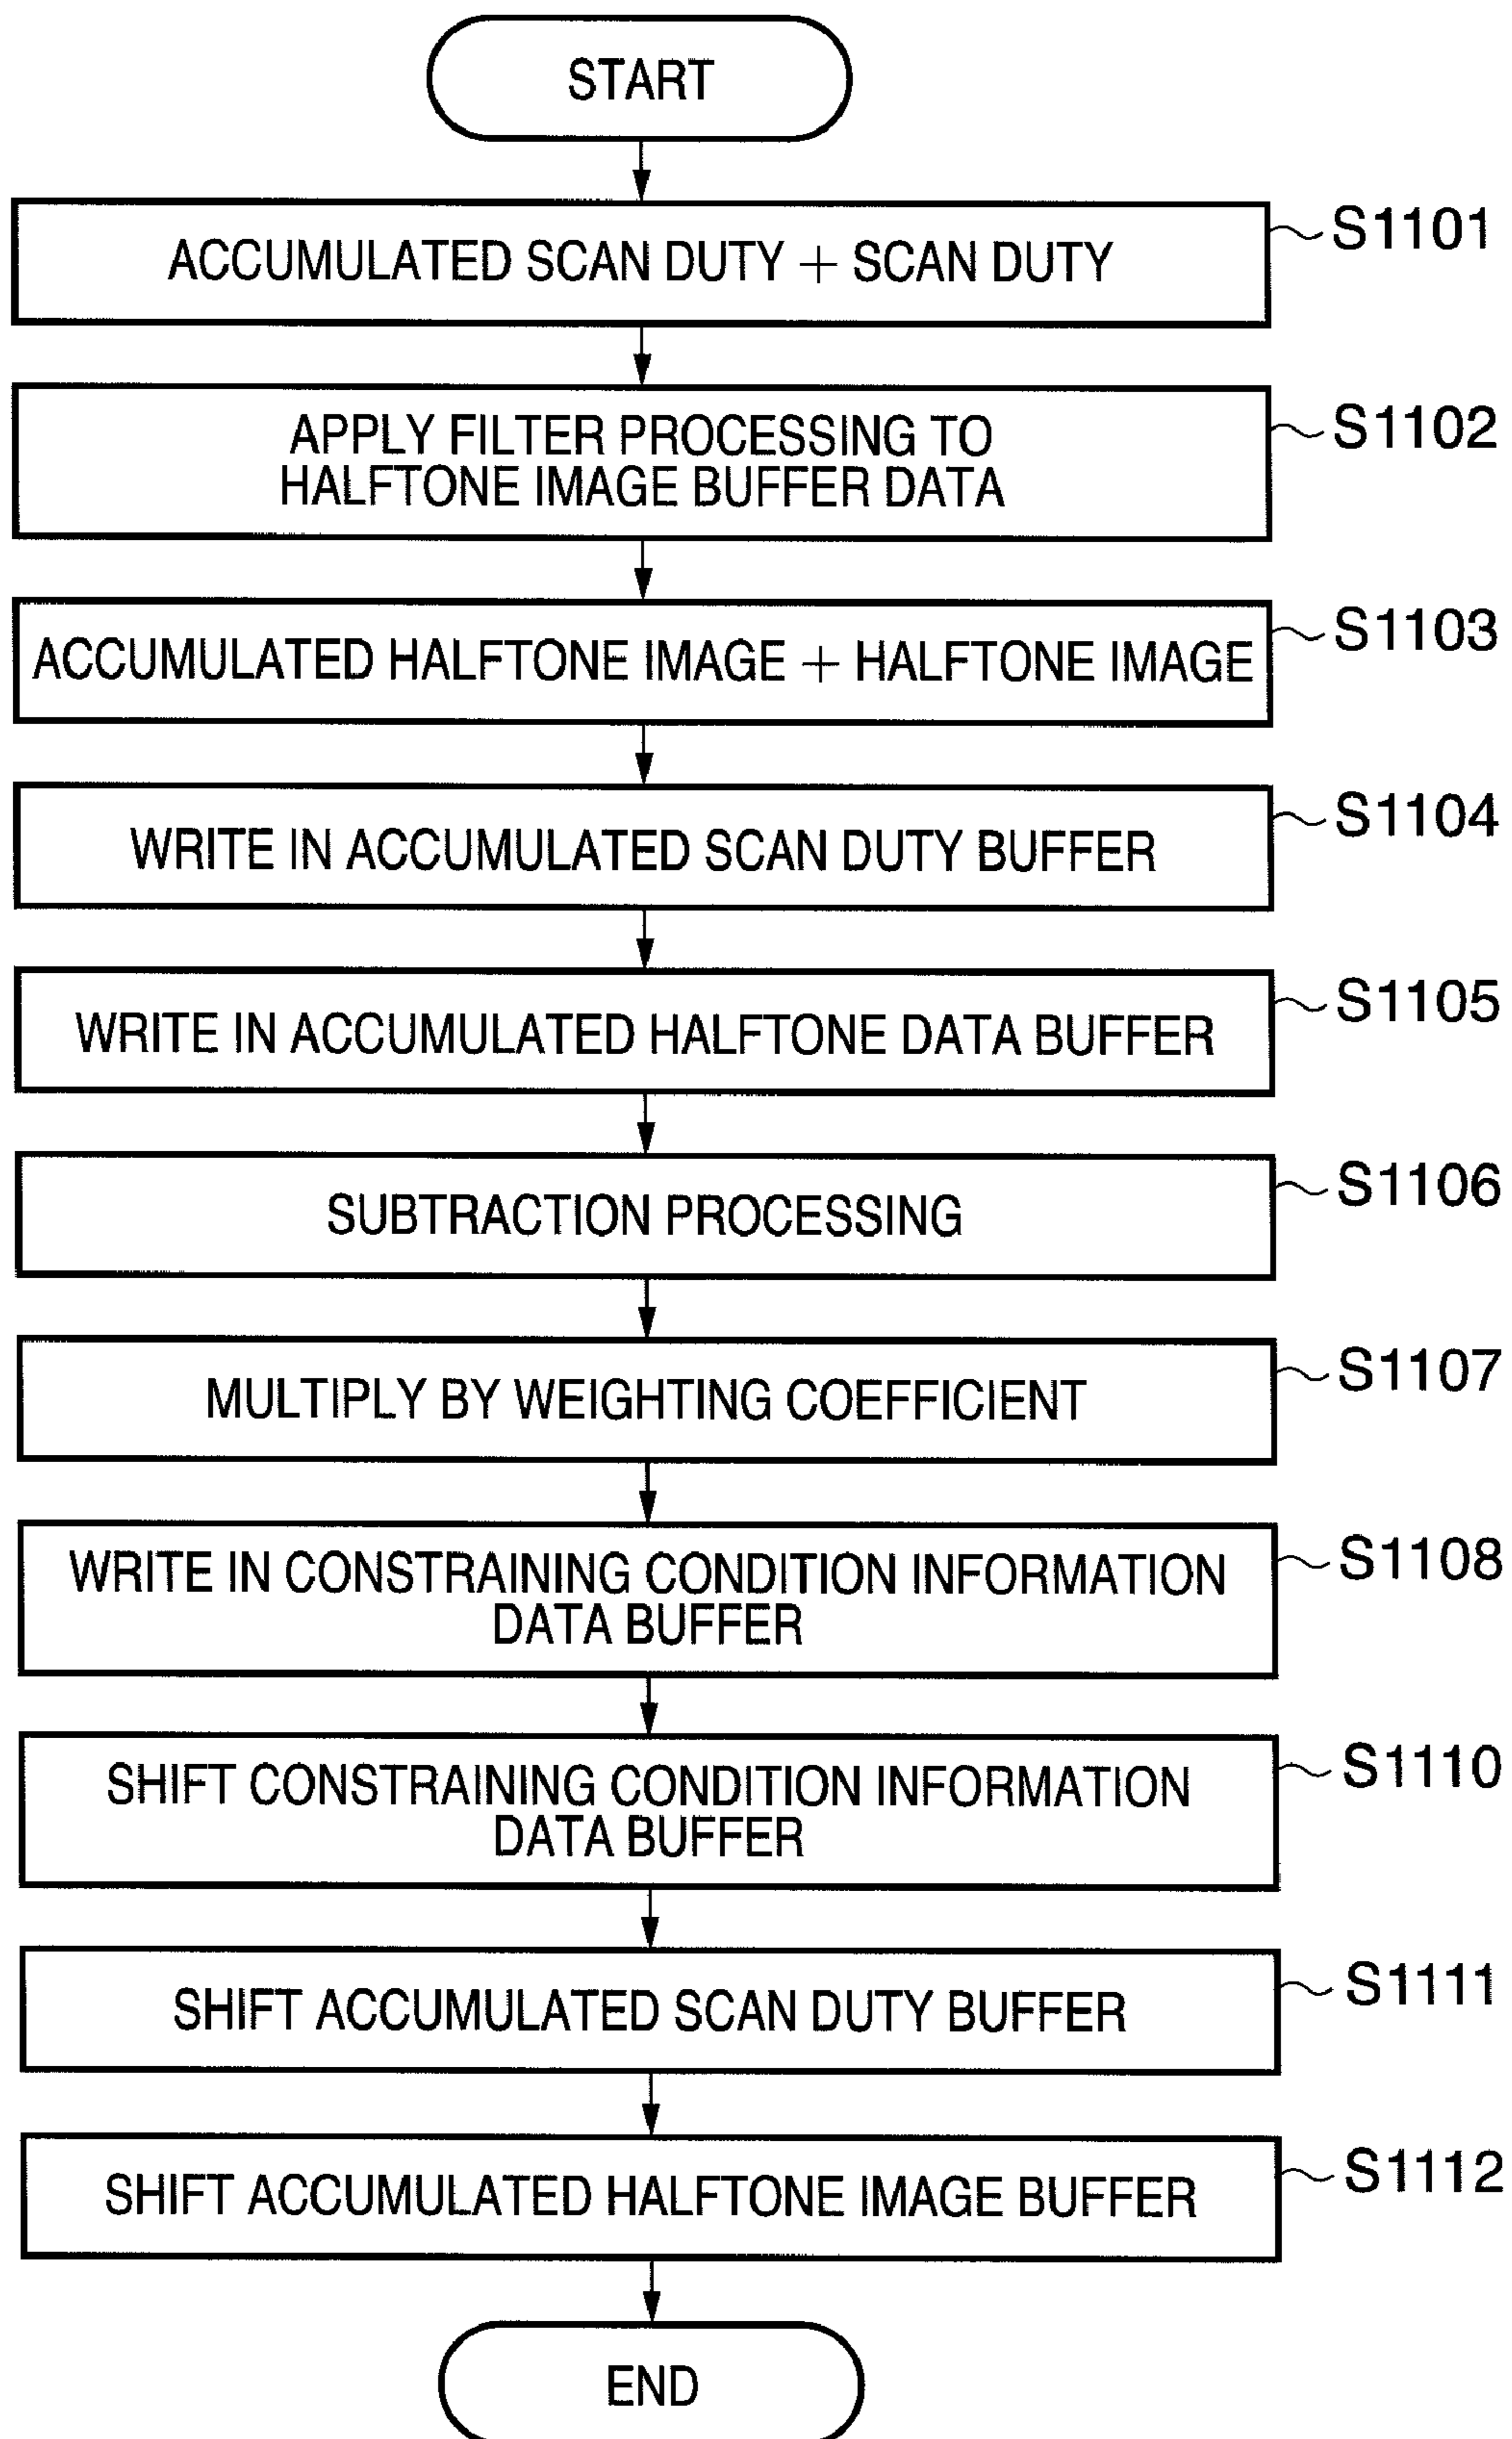 START
ACCUMULATED SCAN DUTY + SCAN DUTY
S1101
APPLY FILTER PROCESSING TO
HALFTONE IMAGE BUFFER DATA
S1102
ACCUMULATED HALFTONE IMAGE + HALFTONE IMAGE
S1103
WRITE IN ACCUMULATED SCAN DUTY BUFFER
S1104
WRITE IN ACCUMULATED HALFTONE DATA BUFFER
S1105
SUBTRACTION PROCESSING
S1106
MULTIPLY BY WEIGHTING COEFFICIENT
S1107
WRITE IN CONSTRAINING CONDITION INFORMATION
DATA BUFFER
S1108
SHIFT CONSTRAINING CONDITION INFORMATION
DATA BUFFER
S1110
SHIFT ACCUMULATED SCAN DUTY BUFFER
S1111
SHIFT ACCUMULATED HALFTONE IMAGE BUFFER
S1112
END